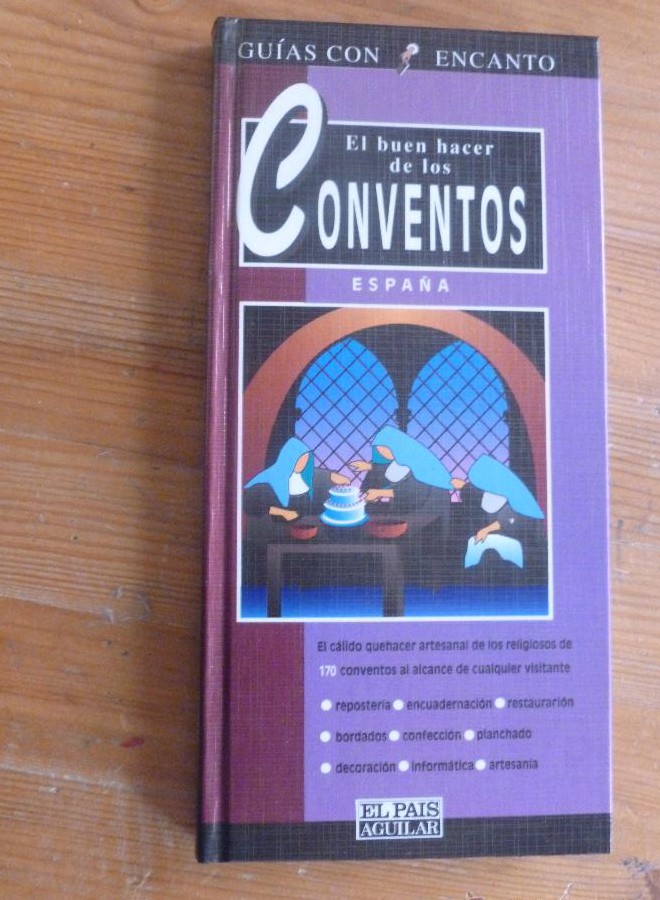 GUÍAS CON ENCANTO
El buen hacer
de los
CONVENTOS
ESPAÑA
El cálido quehacer artesanal de los religiosos de
170 conventos al alcance de cualquier visitante
repostería encuadernación restauración
bordados confección planchado
decoración informática artesanía
EL PAIS
AGUILAR